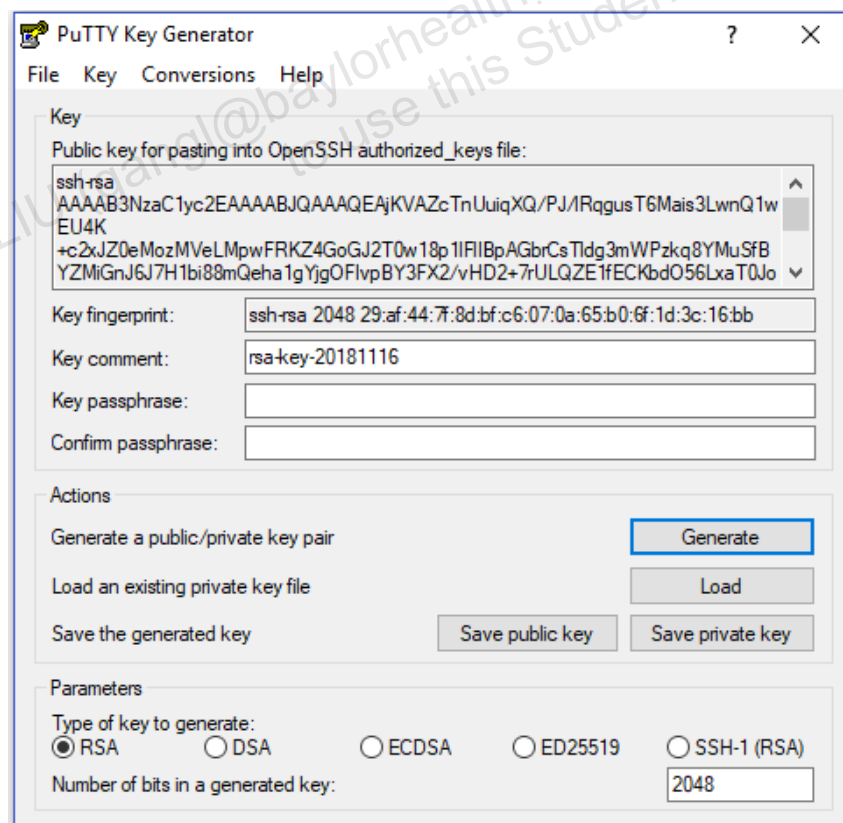 PuTTY Key Generator
?
File Key Conversions Help
Key
Public key for pasting into OpenSSH authorized_keys file:
ssh-rsa
AAAAB3NzaC1yc2EAAAABJQAAAQEAjKVAZcTnUuiqXQ/PJ/lRqgusT6Mais3LwnQ1w
EU4K
+c2xJZ0eMozMVeLMpwFRKZ4GoGJ2T0w18p1lFIIBpAGbrCsTldg3mWPzkq8YMuSfB
YZMiGnJ6J7H1bi88mQeha1gYjgOFlvpBY3FX2/vHD2+7rULQZE1fECKbdO56LxaT0Jo
Key fingerprint: ssh-rsa 2048 29:af:44:7f:8d:bf:c6:07:0a:65:b0:6f:1d:3c:16:bb
Key comment: rsa-key-20181116
Key passphrase:
Confirm passphrase:
Actions
Generate a public/private key pair Generate
Load an existing private key file Load
Save the generated key Save public key Save private key
Parameters
Type of key to generate:
RSA DSA ECDSA ED25519 SSH-1 (RSA)
Number of bits in a generated key: 2048
to use this Studen